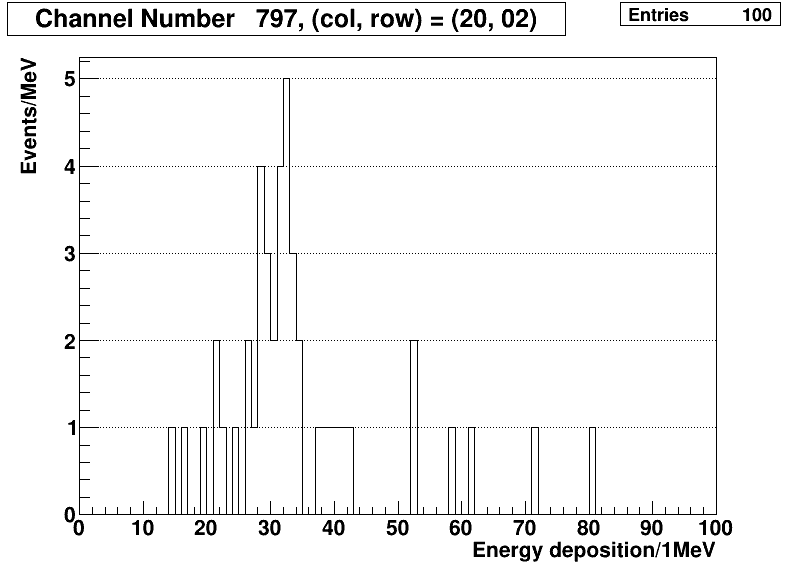 Channel Number 797, (col, row) = (20, 02)
Entries 100
Events/MeV
5
4
3
2
1
0
0 10 20 30 40 50 60 70 80 90 100
Energy deposition/1MeV